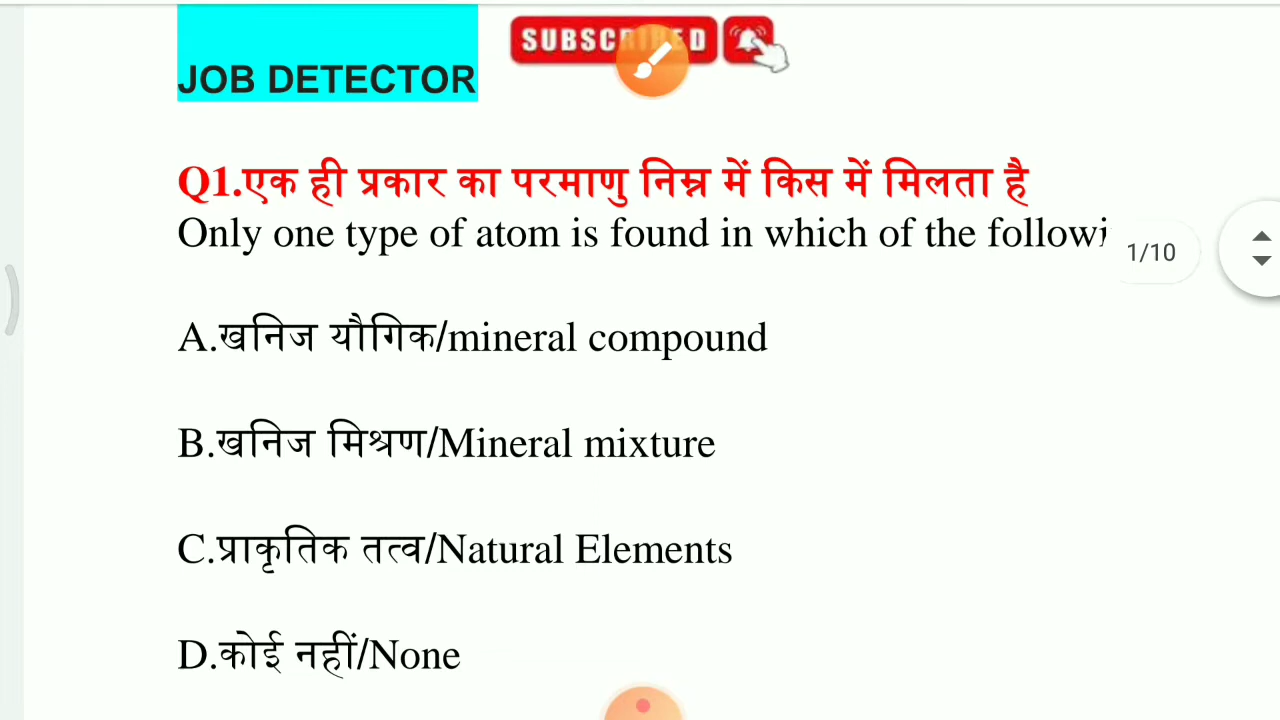 SUBSCRIBED
JOB DETECTOR
Q1.एक ही प्रकार का परमाणु निम्न में किस में मिलता है
Only one type of atom is found in which of the followi
1/10
A.खनिज यौगिक/mineral compound
B.खनिज मिश्रण/Mineral mixture
C.प्राकृतिक तत्व/Natural Elements
D.कोई नहीं/None